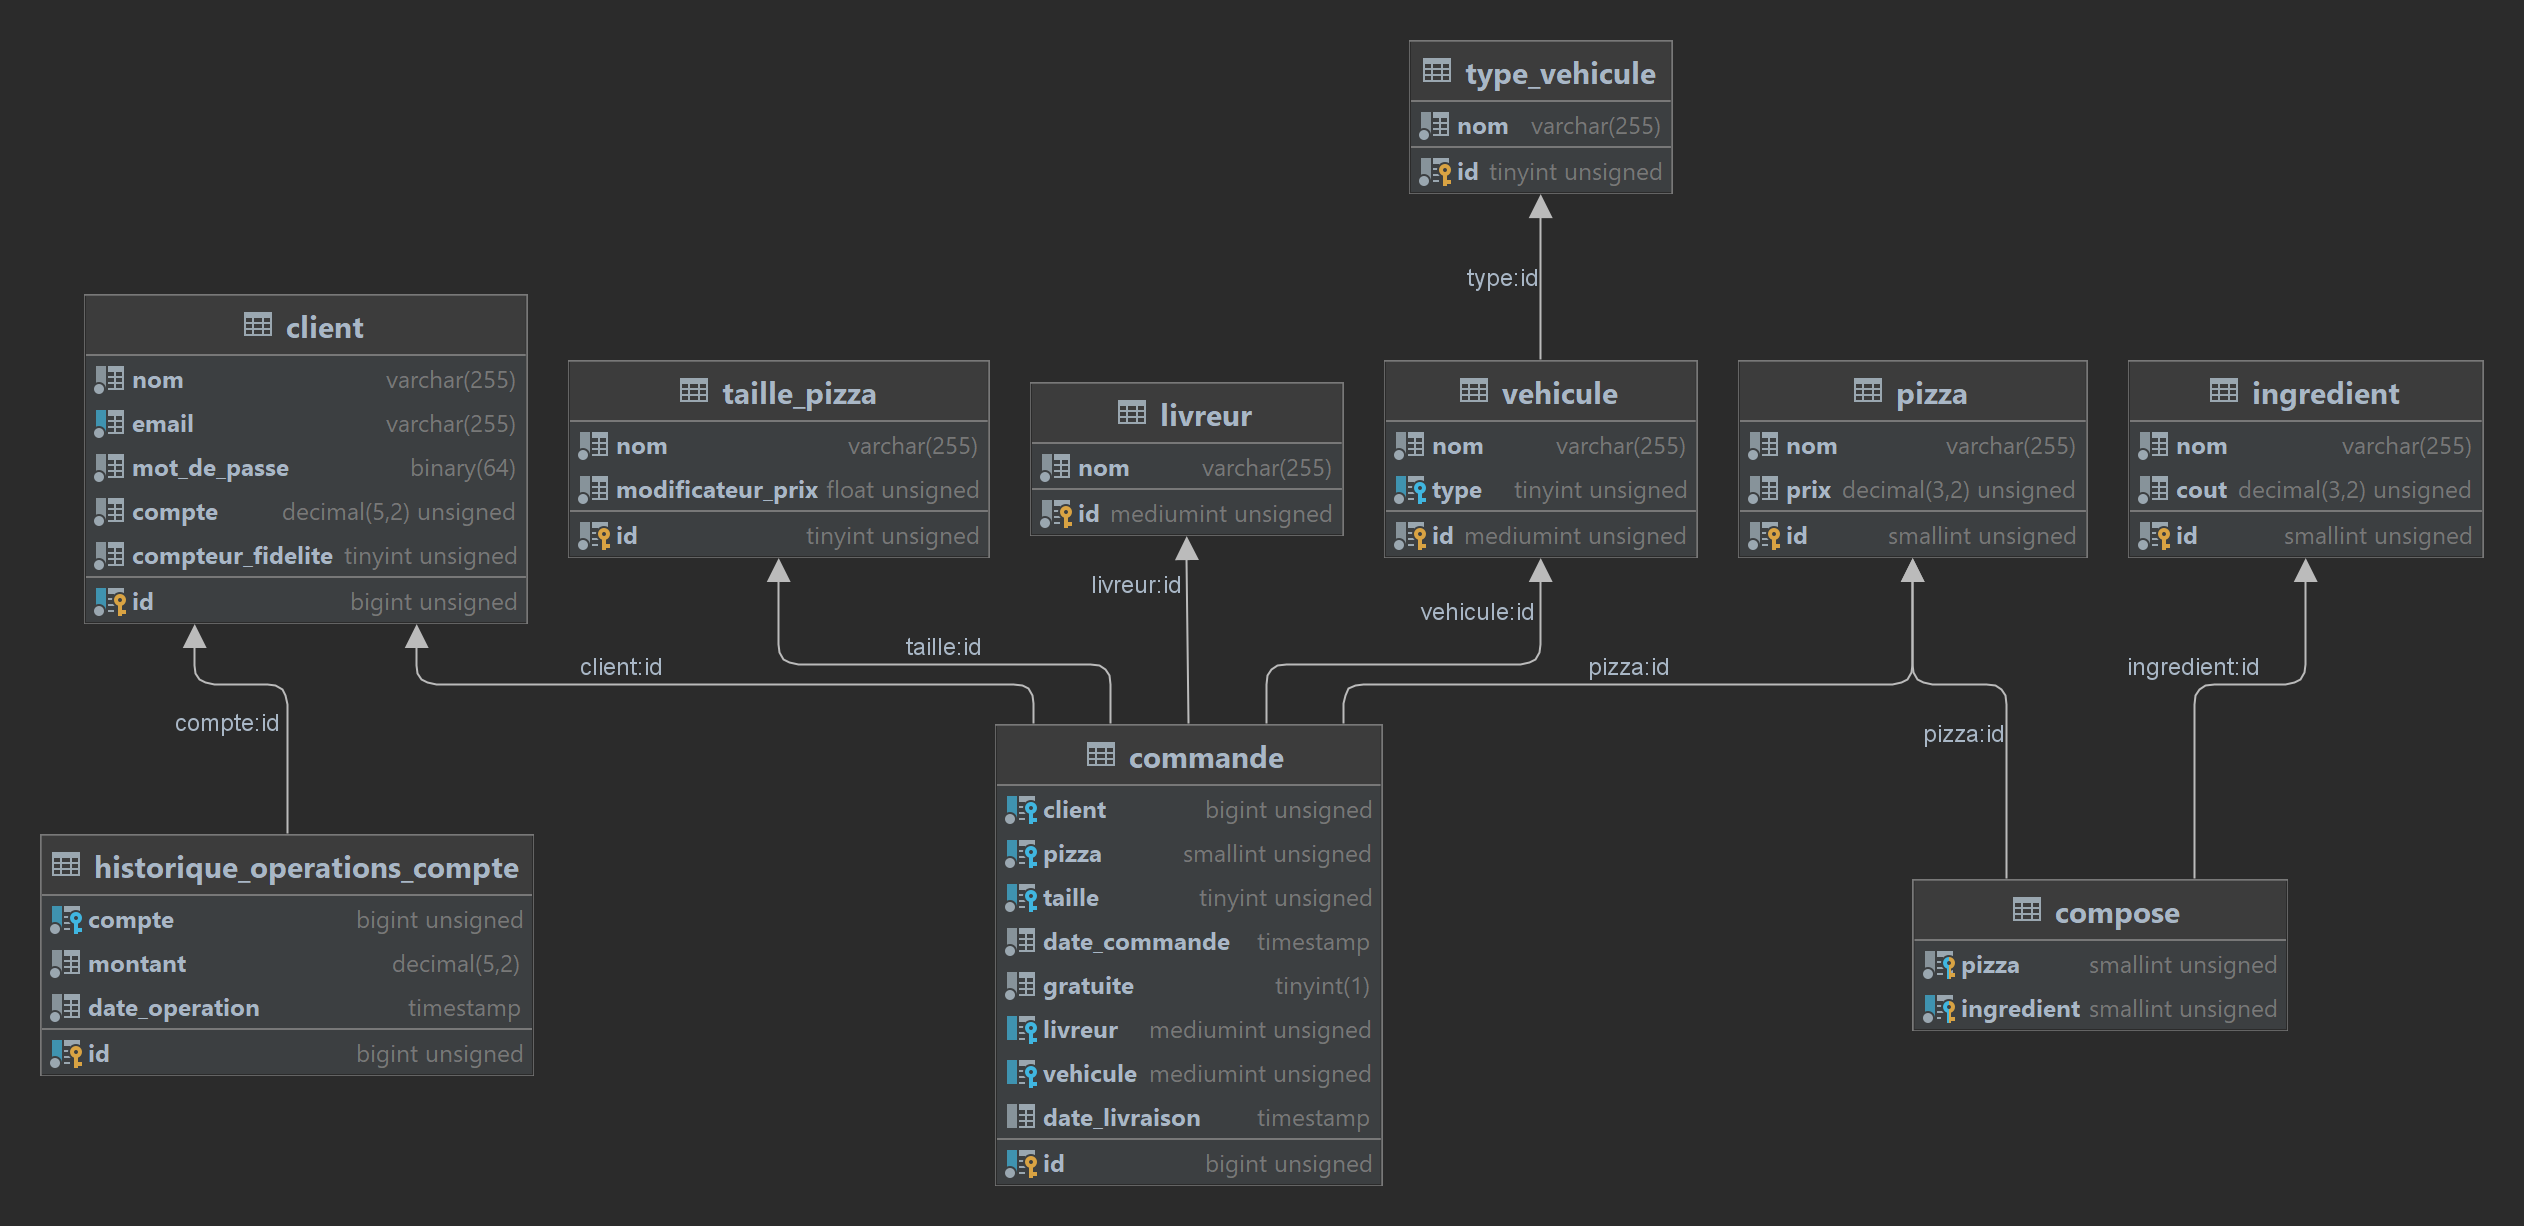 type_vehicule
nom varchar(255)
id tinyint unsigned
type:id
client
nom varchar(255)
email varchar(255)
mot_de_passe binary(64)
compte decimal(5,2) unsigned
compteur_fidelite tinyint unsigned
id bigint unsigned
taille_pizza
nom varchar(255)
modificateur_prix float unsigned
id tinyint unsigned
livreur
nom varchar(255)
id mediumint unsigned
vehicule
nom varchar(255)
type tinyint unsigned
id mediumint unsigned
pizza
nom varchar(255)
prix decimal(3,2) unsigned
id smallint unsigned
ingredient
nom varchar(255)
cout decimal(3,2) unsigned
id smallint unsigned
livreur:id
vehicule:id
taille:id
client:id
pizza:id
ingredient:id
compte:id
pizza:id
historique_operations_compte
compte bigint unsigned
montant decimal(5,2)
date_operation timestamp
id bigint unsigned
commande
client bigint unsigned
pizza smallint unsigned
taille tinyint unsigned
date_commande timestamp
gratuite tinyint(1)
livreur mediumint unsigned
vehicule mediumint unsigned
date_livraison timestamp
id bigint unsigned
compose
pizza smallint unsigned
ingredient smallint unsigned